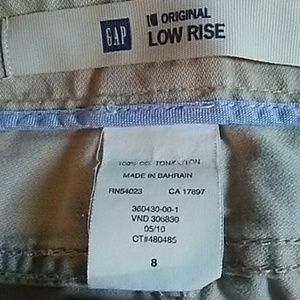 GAP
ORIGINAL
LOW RISE
100%
MADE IN BAHRAIN
RN54023 CA 17897
360430-00-1
VND 306830
05/10
CT#480485
8